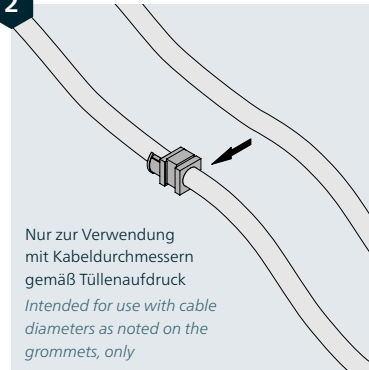 2
Nur zur Verwendung
mit Kabeldurchmessern
gemäß Tüllenaufdruck
Intended for use with cable
diameters as noted on the
grommets, only